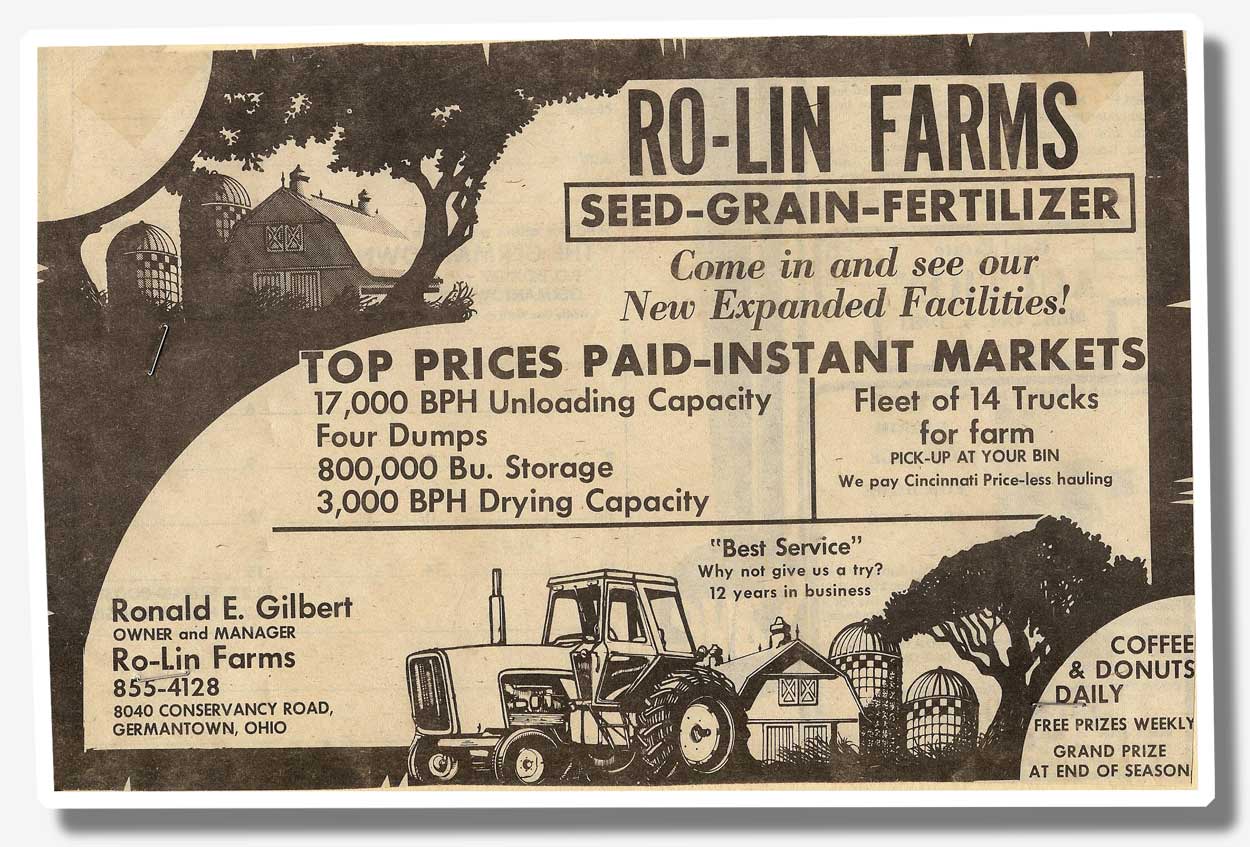 RO-LIN FARMS
SEED-GRAIN-FERTILIZER
Come in and see our
New Expanded Facilities!
TOP PRICES PAID-INSTANT MARKETS
17,000 BPH Unloading Capacity
Four Dumps
800,000 Bu. Storage
3,000 BPH Drying Capacity
Fleet of 14 Trucks
for farm
PICK-UP AT YOUR BIN
We pay Cincinnati Price-less hauling
"Best Service"
Why not give us a try?
12 years in business
Ronald E. Gilbert
OWNER and MANAGER
Ro-Lin Farms
855-4128
8040 CONSERVANCY ROAD,
GERMANTOWN, OHIO
COFFEE
& DONUTS
DAILY
FREE PRIZES WEEKLY
GRAND PRIZE
AT END OF SEASON